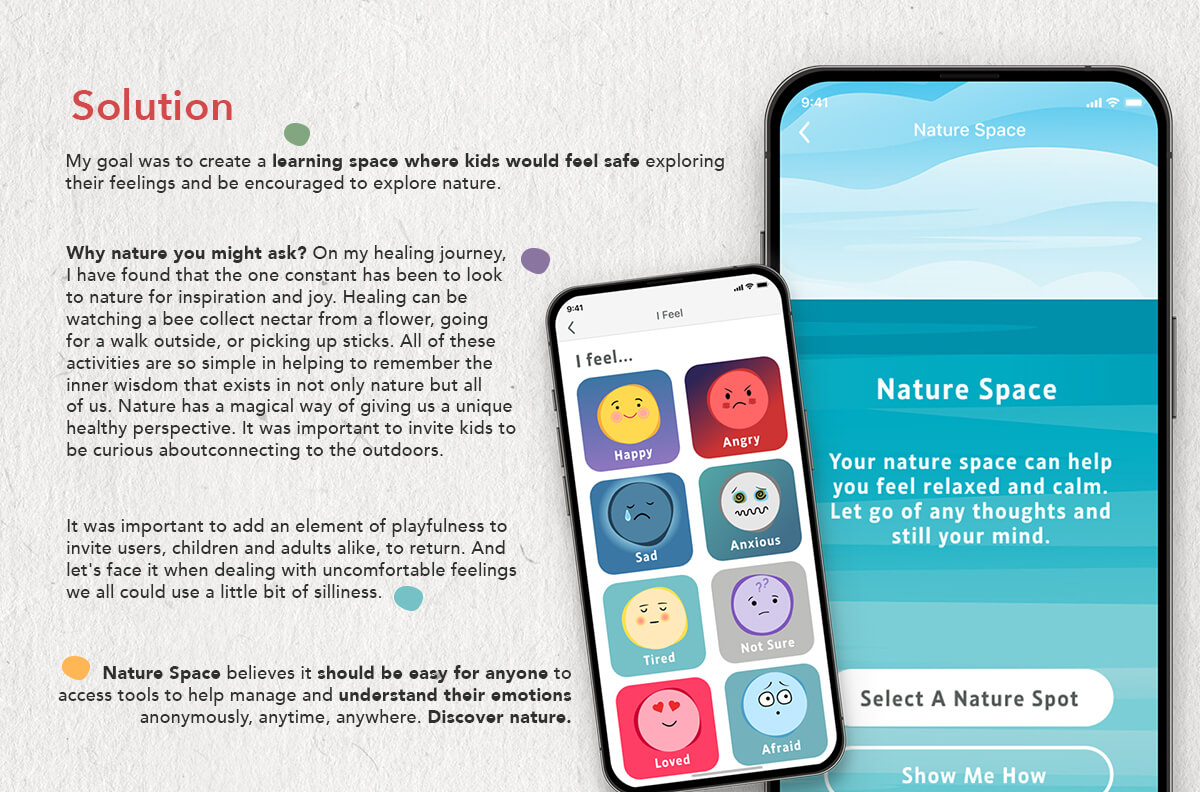 Solution
My goal was to create a learning space where kids would feel safe exploring
their feelings and be encouraged to explore nature.
Why nature you might ask? On my healing journey,
I have found that the one constant has been to look
to nature for inspiration and joy. Healing can be
watching a bee collect nectar from a flower, going
for a walk outside, or picking up sticks. All of these
activities are so simple in helping to remember the
inner wisdom that exists in not only nature but all
of us. Nature has a magical way of giving us a unique
healthy perspective. It was important to invite kids to
be curious aboutconnecting to the outdoors.
It was important to add an element of playfulness to
invite users, children and adults alike, to return. And
let's face it when dealing with uncomfortable feelings
we all could use a little bit of silliness.
Nature Space believes it should be easy for anyone to
access tools to help manage and understand their emotions
anonymously, anytime, anywhere. Discover nature.
9:41
I Feel
I feel...
Happy
Angry
Sad
Anxious
Tired
??
Not Sure
Loved
Afraid
9:41
Nature Space
Nature Space
Your nature space can help
you feel relaxed and calm.
Let go of any thoughts and
still your mind.
Select A Nature Spot
Show Me How